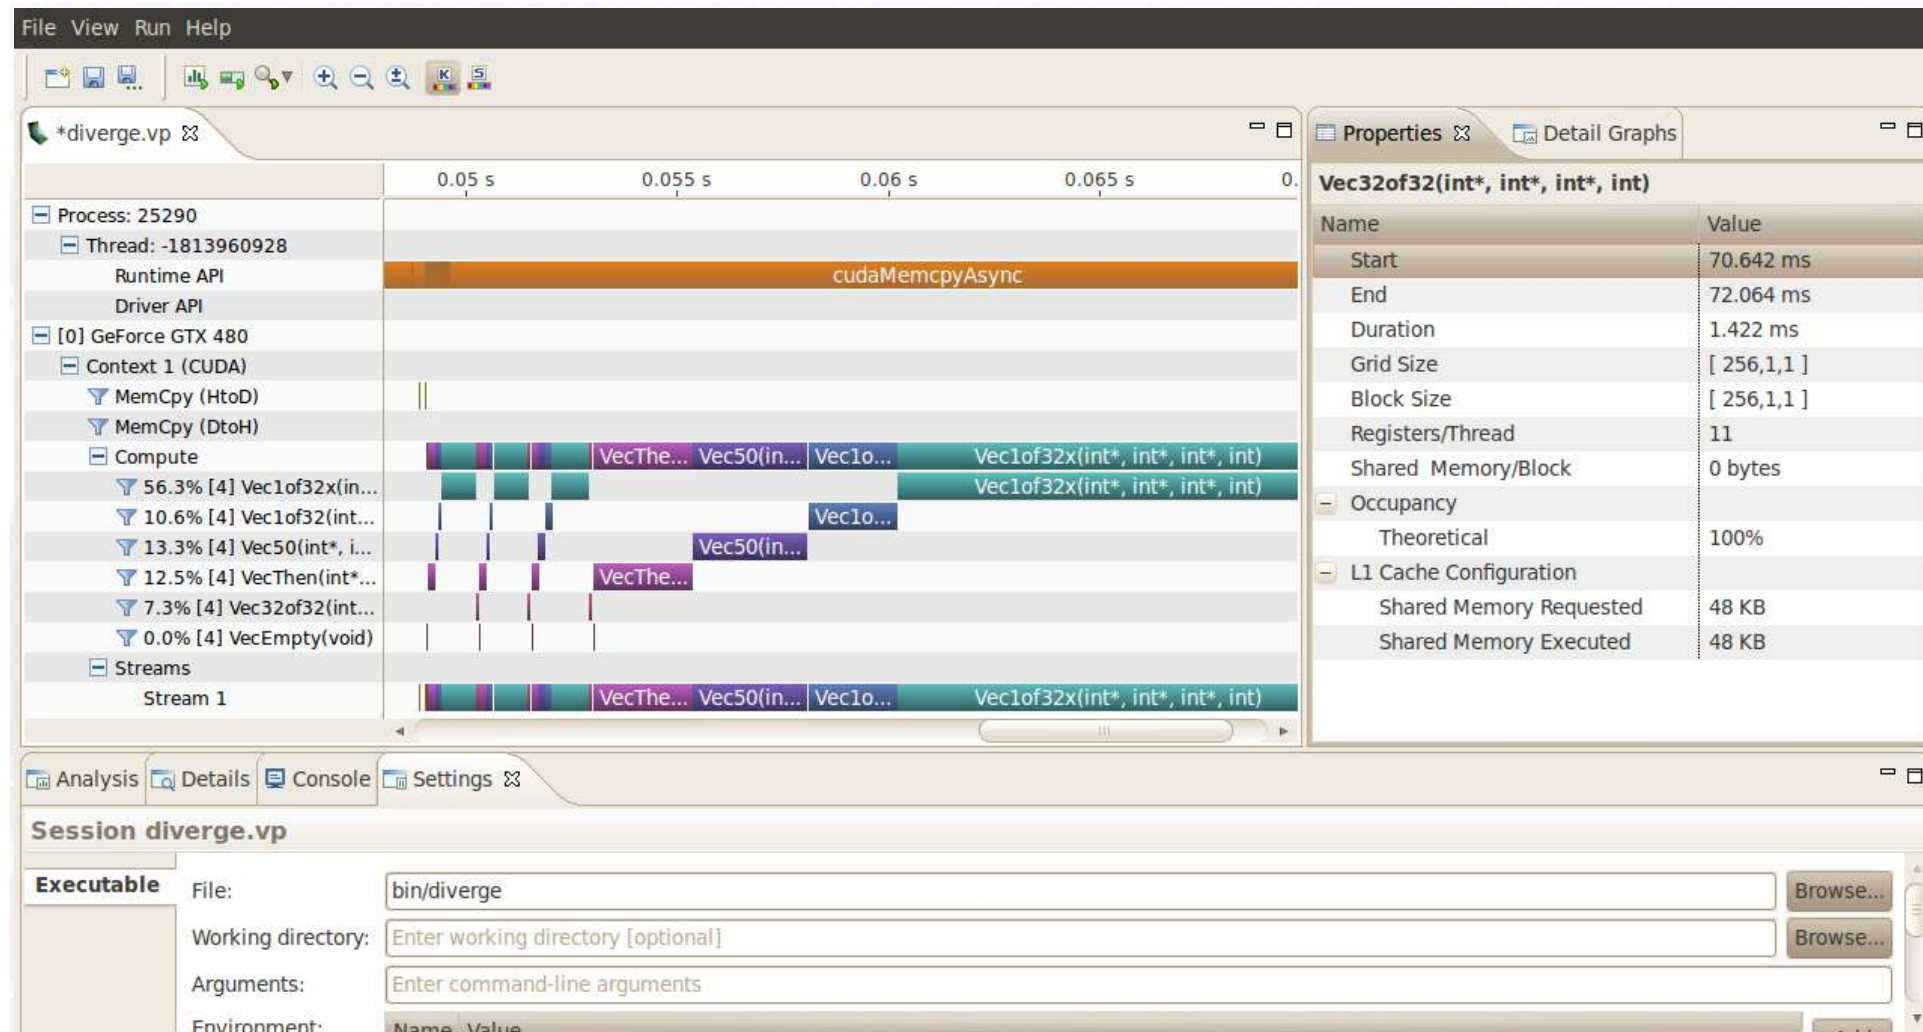 File View Run Help
*diverge.vp
0.05 s 0.055 s 0.06 s 0.065 s 0.
Process: 25290
Thread: -1813960928
Runtime API
cudaMemcpyAsync
Driver API
[0] GeForce GTX 480
Context 1 (CUDA)
MemCpy (HtoD)
MemCpy (DtoH)
Compute
VecThe... Vec50(in... Vec1o... Vec1of32x(int*, int*, int*, int)
56.3% [4] Vec1of32x(in...
Vec1of32x(int*, int*, int*, int)
10.6% [4] Vec1of32(int...
Vec1o...
13.3% [4] Vec50(int*, i...
Vec50(in...
12.5% [4] VecThen(int*...
VecThe...
7.3% [4] Vec32of32(int...
0.0% [4] VecEmpty(void)
Streams
Stream 1
VecThe... Vec50(in... Vec1o... Vec1of32x(int*, int*, int*, int)
Properties Detail Graphs
Vec32of32(int*, int*, int*, int)
Name Value
Start 70.642 ms
End 72.064 ms
Duration 1.422 ms
Grid Size [ 256,1,1 ]
Block Size [ 256,1,1 ]
Registers/Thread 11
Shared Memory/Block 0 bytes
Occupancy
Theoretical 100%
L1 Cache Configuration
Shared Memory Requested 48 KB
Shared Memory Executed 48 KB
Analysis Details Console Settings
Session diverge.vp
Executable
File: bin/diverge Browse...
Working directory: Enter working directory [optional] Browse...
Arguments: Enter command-line arguments
Environment: Name Value